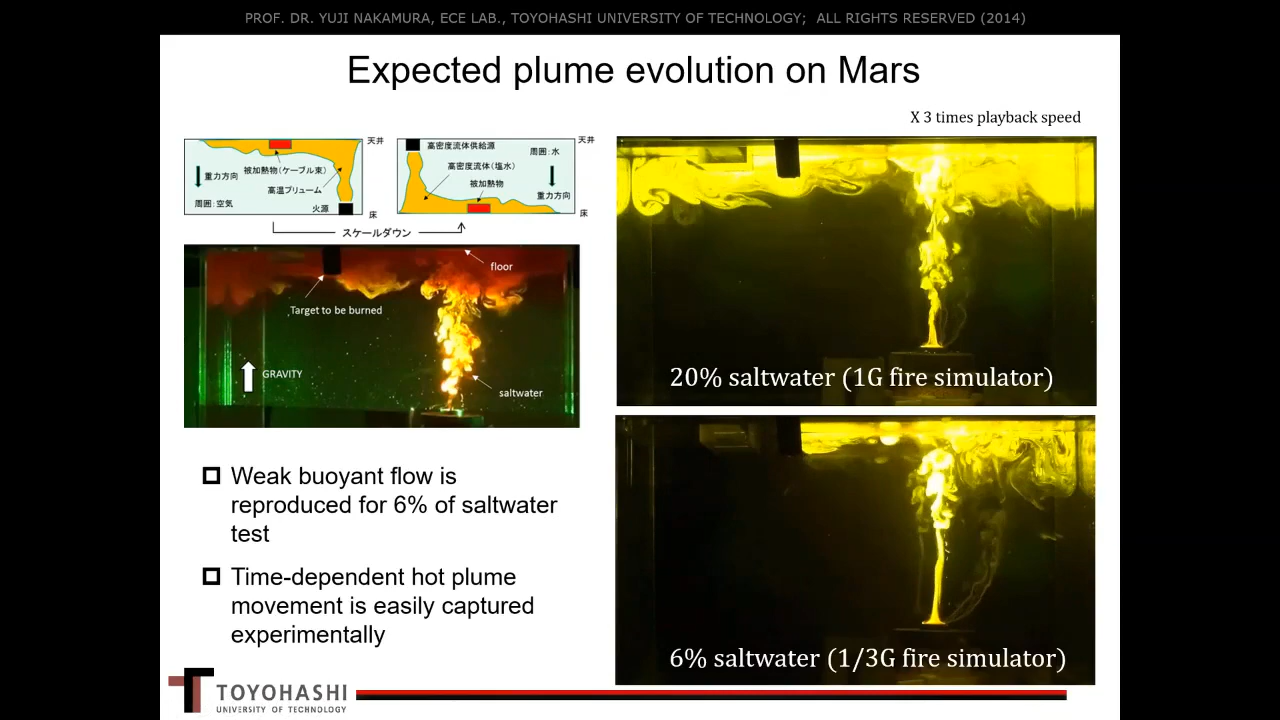 PROF. DR. YUJI NAKAMURA, ECE LAB., TOYOHASHI UNIVERSITY OF TECHNOLOGY;  ALL RIGHTS RESERVED (2014)
Expected plume evolution on Mars
X 3 times playback speed
天井
被加熱物(ケーブル束)
重力方向
高温プリューム
周囲:空気
火源
床
天井
高密度流体供給源
周囲:水
高密度流体(塩水)
被加熱物
重力方向
床
スケールダウン
floor
Target to be burned
GRAVITY
saltwater
20% saltwater (1G fire simulator)
6% saltwater (1/3G fire simulator)
Weak buoyant flow is
reproduced for 6% of saltwater
test
Time-dependent hot plume
movement is easily captured
experimentally
TOYOHASHI
UNIVERSITY OF TECHNOLOGY